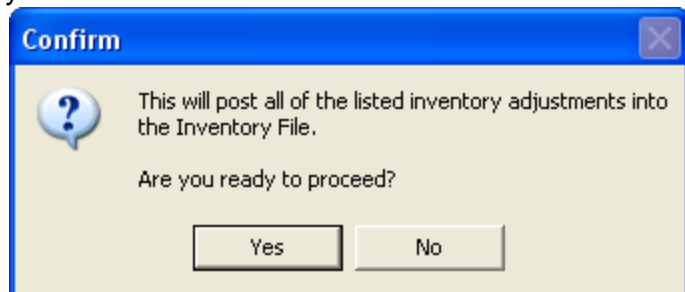 y
Confirm
This will post all of the listed inventory adjustments into
the Inventory File.
Are you ready to proceed?
Yes No